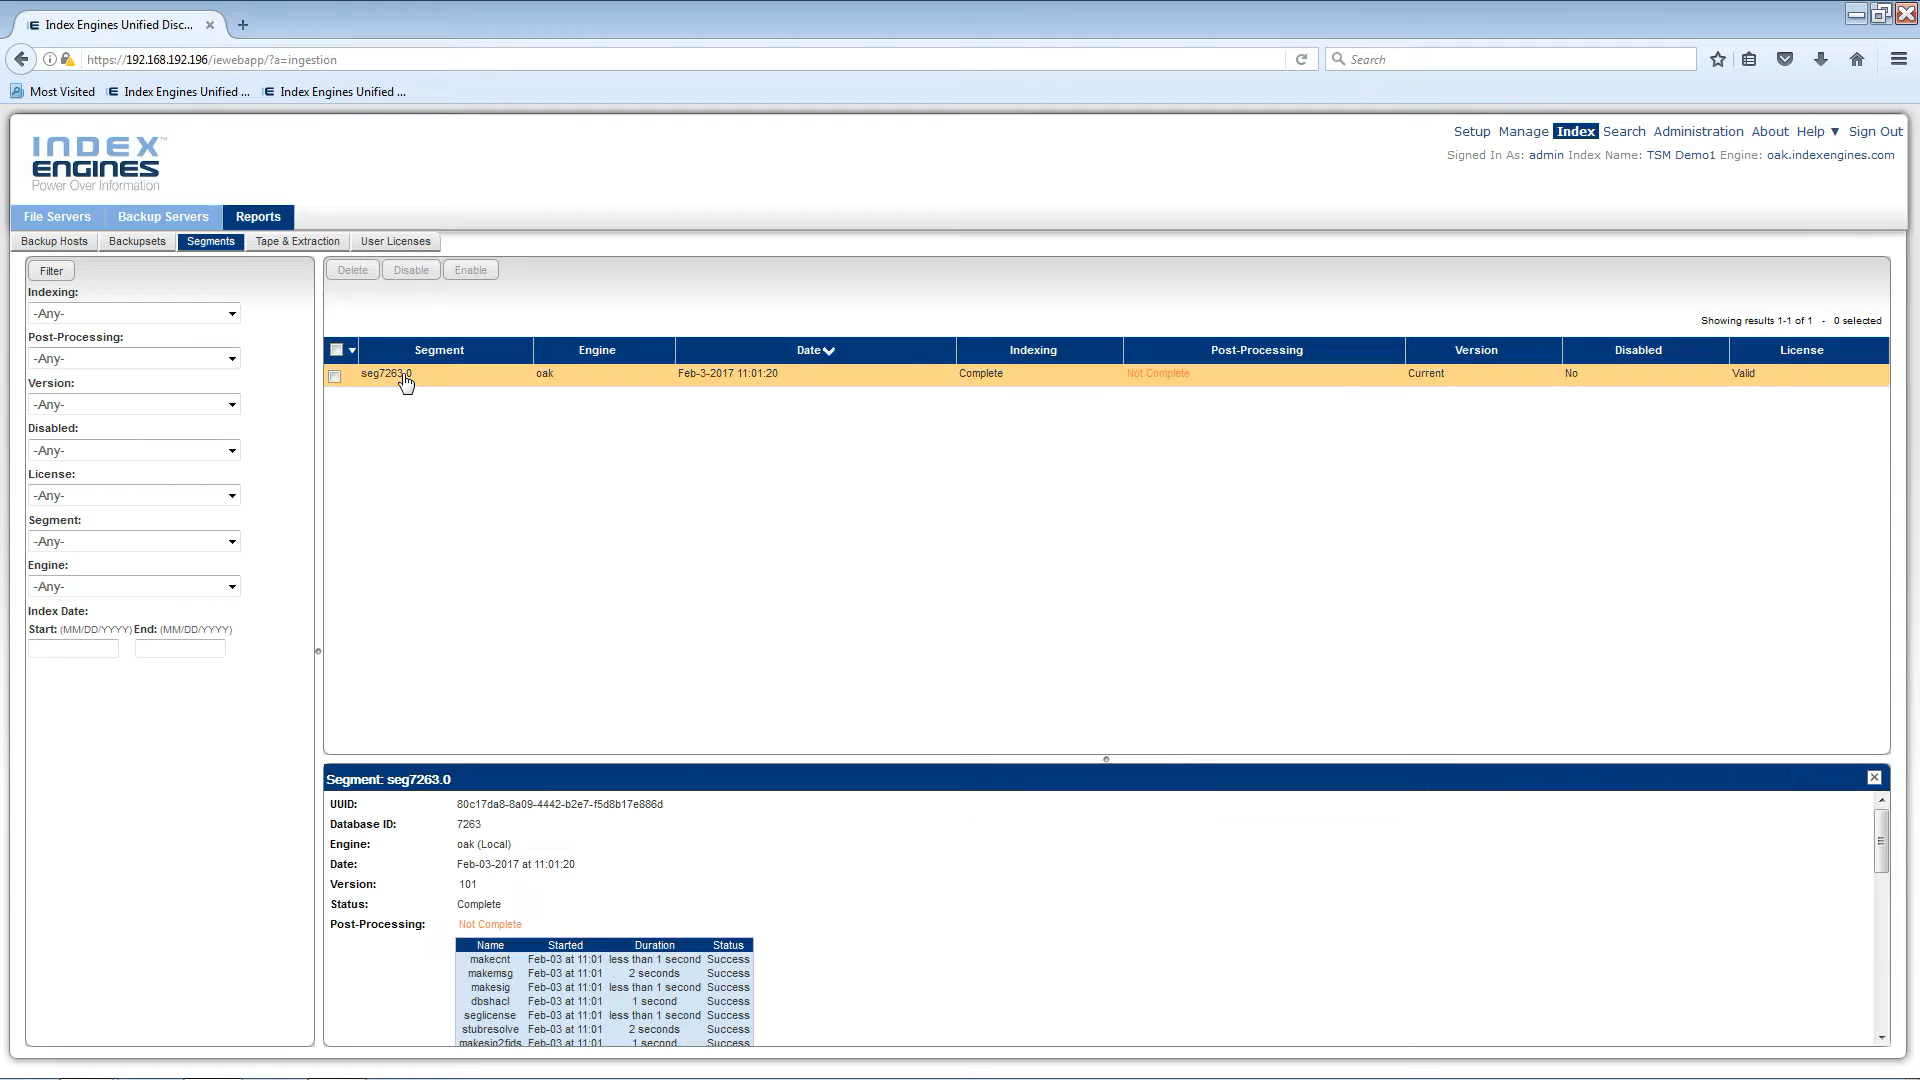 Index Engines Unified Disc...
https://192.168.192.196/iewebapp/?a=ingestion
Search
Most Visited
Index Engines Unified ...
Index Engines Unified ...
INDEX ENGINES™
Power Over Information
Setup Manage Index Search Administration About Help ▼ Sign Out
Signed In As: admin Index Name: TSM Demo1 Engine: oak.indexengines.com
File Servers Backup Servers Reports
Backup Hosts Backupsets Segments Tape & Extraction User Licenses
Filter
Indexing:
-Any-
Post-Processing:
-Any-
Version:
-Any-
Disabled:
-Any-
License:
-Any-
Segment:
-Any-
Engine:
-Any-
Index Date:
Start: (MM/DD/YYYY) End: (MM/DD/YYYY)
Delete Disable Enable
Showing results 1-1 of 1 - 0 selected
Segment Engine Date Indexing Post-Processing Version Disabled License
seg7263.0 oak Feb-3-2017 11:01:20 Complete Not Complete Current No Valid
Segment: seg7263.0
UUID: 80c17da8-8a09-4442-b2e7-f5d8b17e886d
Database ID: 7263
Engine: oak (Local)
Date: Feb-03-2017 at 11:01:20
Version: 101
Status: Complete
Post-Processing: Not Complete
Name Started Duration Status
makecnt Feb-03 at 11:01 less than 1 second Success
makemsg Feb-03 at 11:01 2 seconds Success
makesig Feb-03 at 11:01 less than 1 second Success
dbshacl Feb-03 at 11:01 1 second Success
seglicense Feb-03 at 11:01 less than 1 second Success
stubresolve Feb-03 at 11:01 2 seconds Success
makesig2fids Feb-03 at 11:01 1 second Success